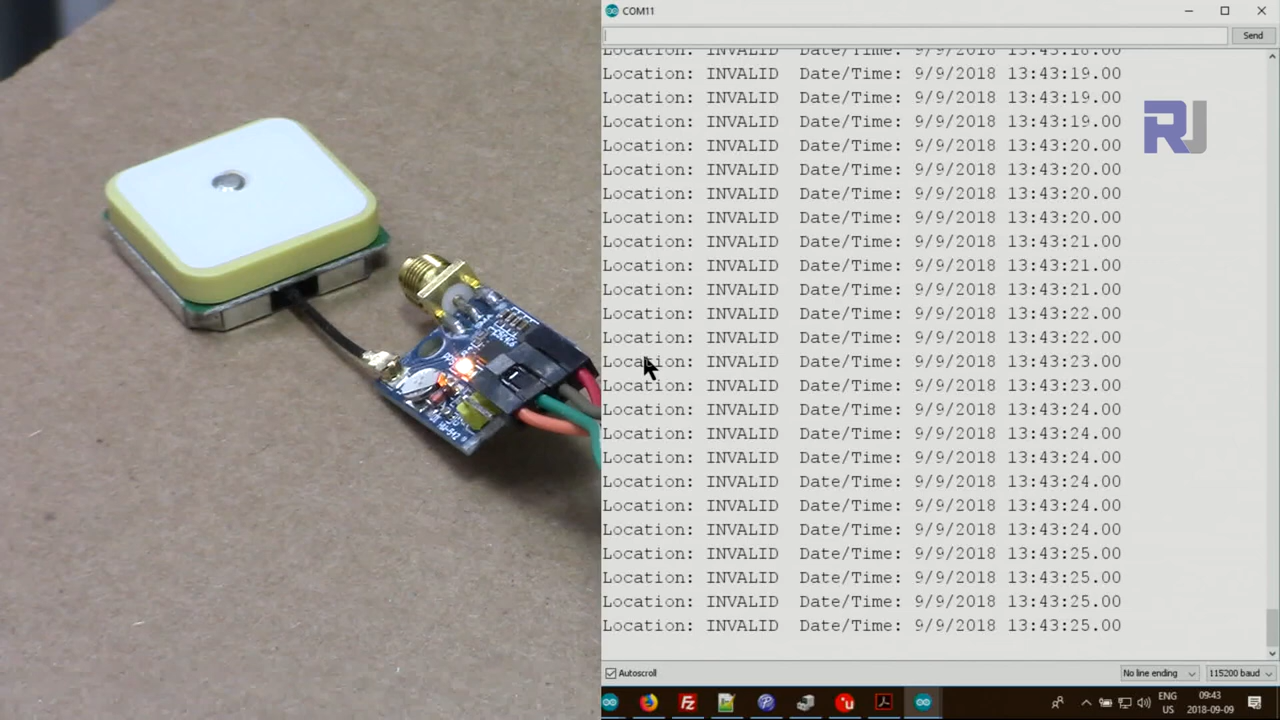 COM11
Send
Location: INVALID Date/Time: 9/9/2018 13:43:18.00
Location: INVALID Date/Time: 9/9/2018 13:43:19.00
Location: INVALID Date/Time: 9/9/2018 13:43:19.00
Location: INVALID Date/Time: 9/9/2018 13:43:19.00
RJ
Location: INVALID Date/Time: 9/9/2018 13:43:20.00
Location: INVALID Date/Time: 9/9/2018 13:43:20.00
Location: INVALID Date/Time: 9/9/2018 13:43:20.00
Location: INVALID Date/Time: 9/9/2018 13:43:20.00
Location: INVALID Date/Time: 9/9/2018 13:43:21.00
Location: INVALID Date/Time: 9/9/2018 13:43:21.00
Location: INVALID Date/Time: 9/9/2018 13:43:21.00
Location: INVALID Date/Time: 9/9/2018 13:43:22.00
Location: INVALID Date/Time: 9/9/2018 13:43:22.00
Location: INVALID Date/Time: 9/9/2018 13:43:23.00
Location: INVALID Date/Time: 9/9/2018 13:43:23.00
Location: INVALID Date/Time: 9/9/2018 13:43:24.00
Location: INVALID Date/Time: 9/9/2018 13:43:24.00
Location: INVALID Date/Time: 9/9/2018 13:43:24.00
Location: INVALID Date/Time: 9/9/2018 13:43:24.00
Location: INVALID Date/Time: 9/9/2018 13:43:24.00
Location: INVALID Date/Time: 9/9/2018 13:43:24.00
Location: INVALID Date/Time: 9/9/2018 13:43:25.00
Location: INVALID Date/Time: 9/9/2018 13:43:25.00
Location: INVALID Date/Time: 9/9/2018 13:43:25.00
Location: INVALID Date/Time: 9/9/2018 13:43:25.00
Autoscroll
No line ending
115200 baud
ENG 09:43
US 2018-09-09